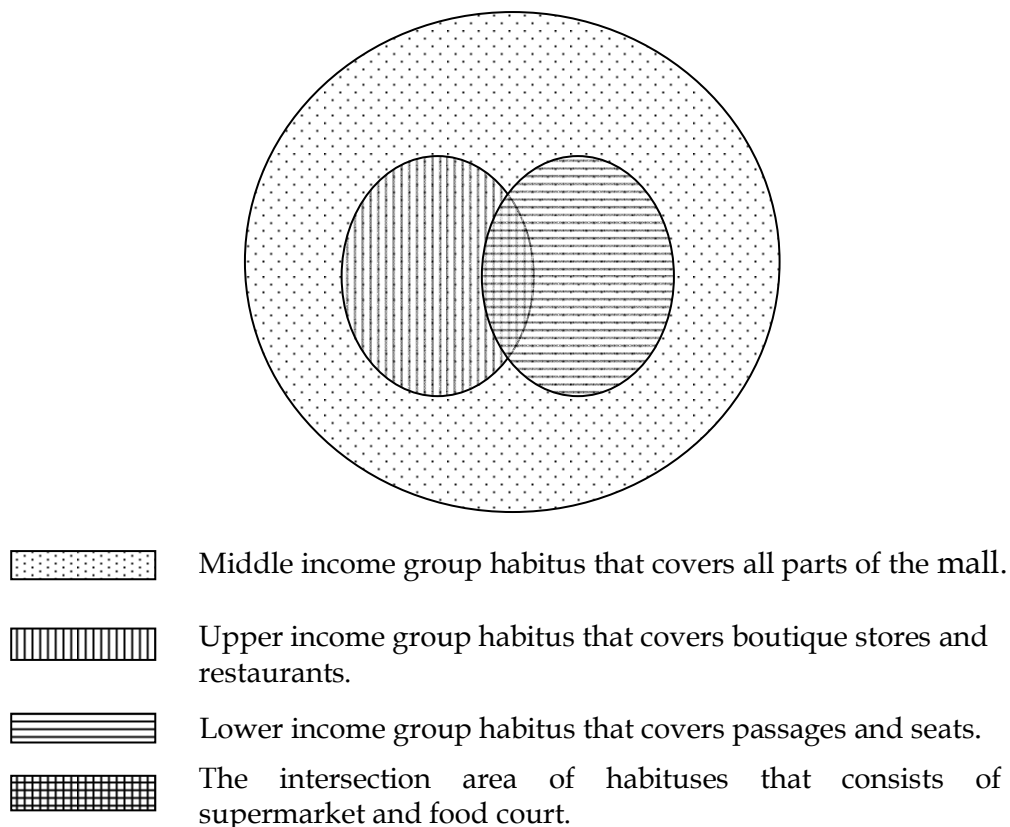 Middle income group habitus that covers all parts of the mall.
Upper income group habitus that covers boutique stores and
restaurants.
Lower income group habitus that covers passages and seats.
The intersection area of habituses that consists of
supermarket and food court.